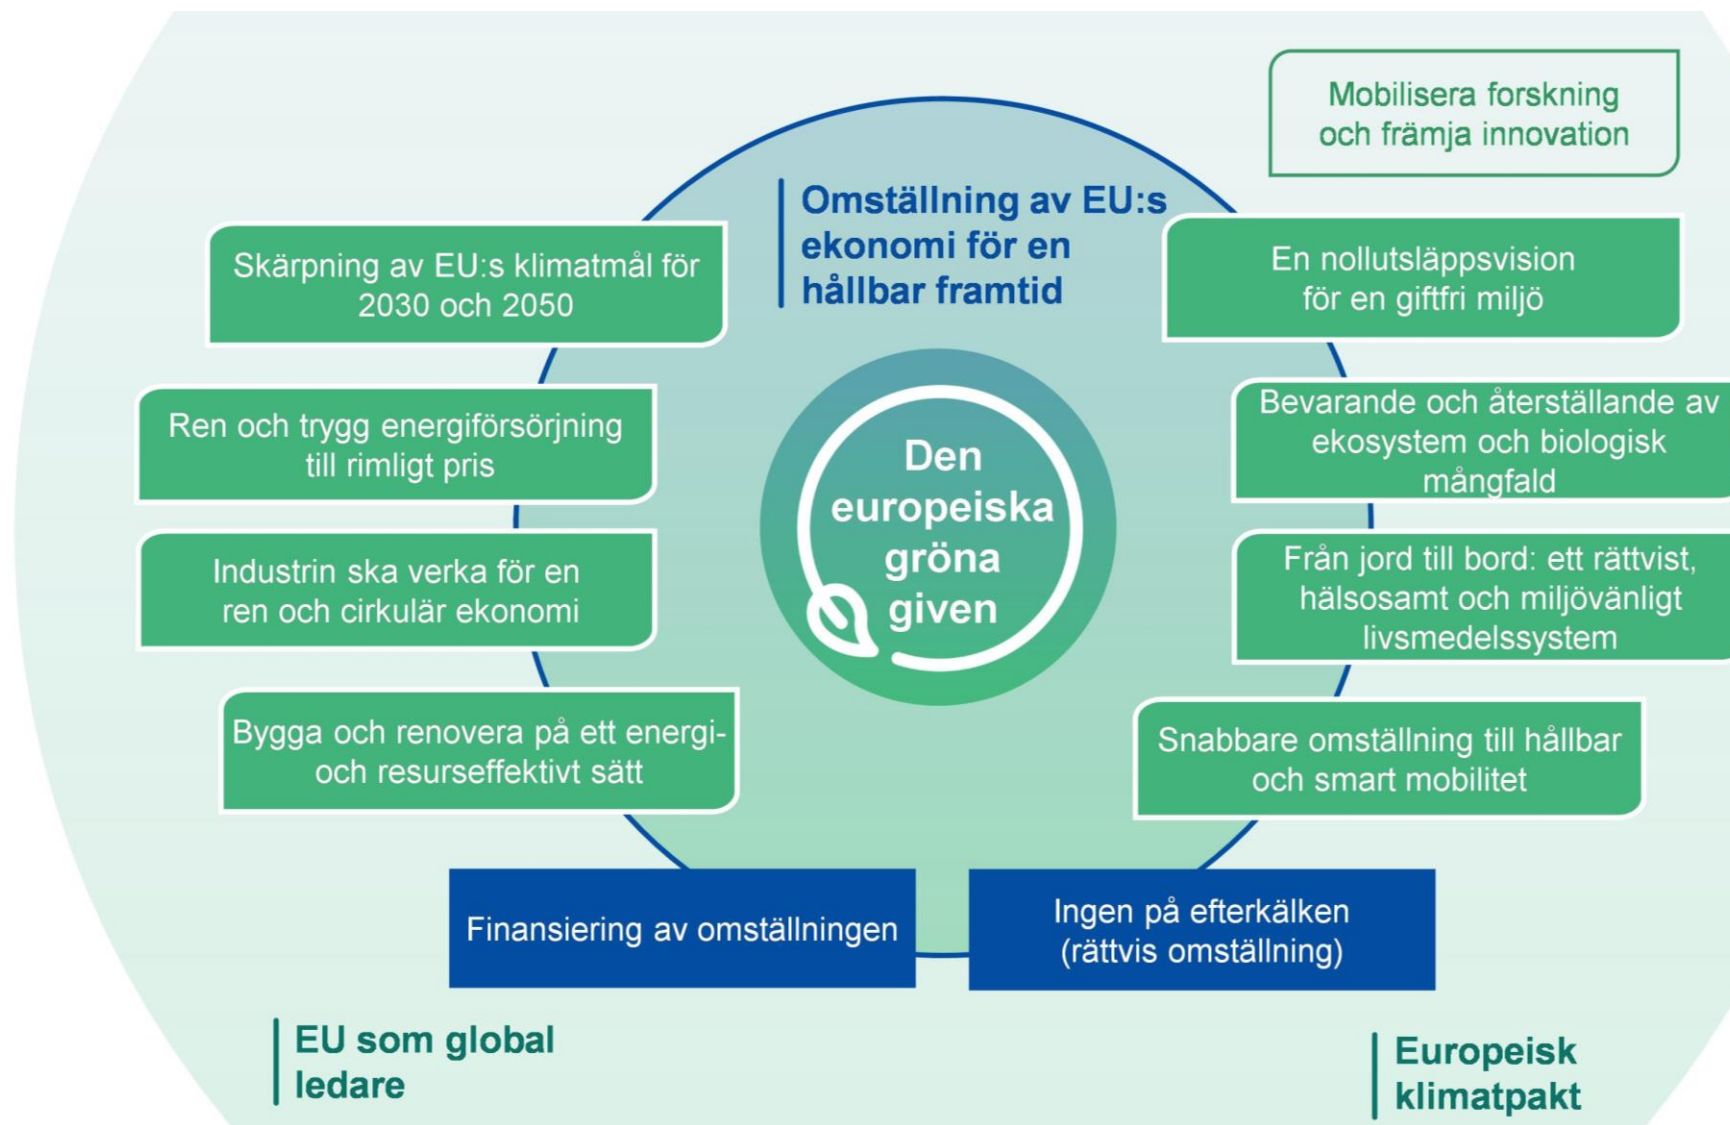 Mobilisera forskning
och främja innovation
Omställning av EU:s
ekonomi för en
hållbar framtid
Skärpning av EU:s klimatmål för
2030 och 2050
En nollutsläppsvision
för en giftfri miljö
Ren och trygg energiförsörjning
till rimligt pris
Bevarande och återställande av
ekosystem och biologisk
mångfald
Den
europeiska
gröna
given
Industrin ska verka för en
ren och cirkulär ekonomi
Från jord till bord: ett rättvist,
hälsosamt och miljövänligt
livsmedelssystem
Bygga och renovera på ett energi-
och resurseffektivt sätt
Snabbare omställning till hållbar
och smart mobilitet
Finansiering av omställningen
Ingen på efterkälken
(rättvis omställning)
EU som global
ledare
Europeisk
klimatpakt